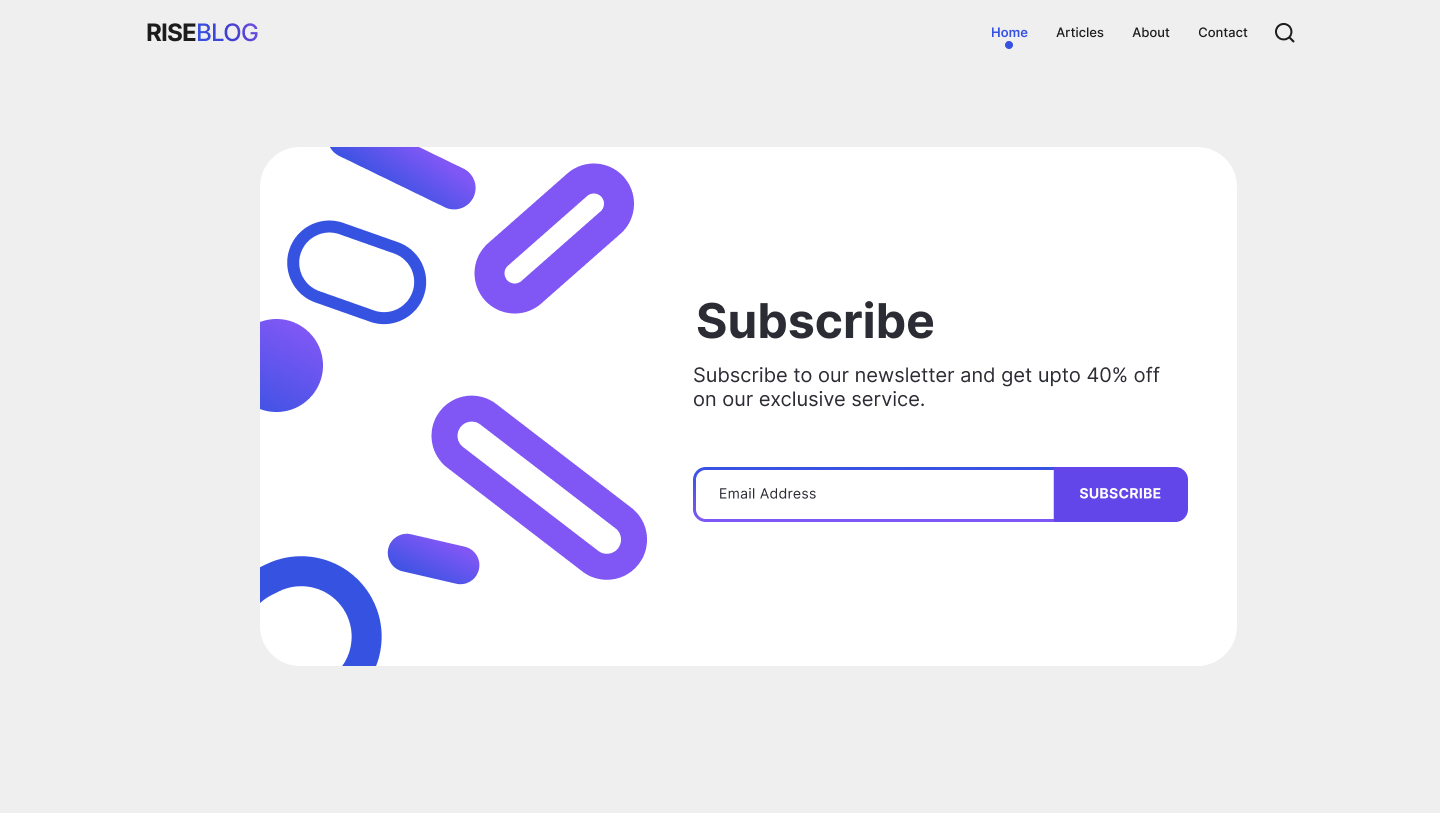 RISEBLOG
Home Articles About Contact
Subscribe
Subscribe to our newsletter and get upto 40% off
on our exclusive service.
Email Address SUBSCRIBE